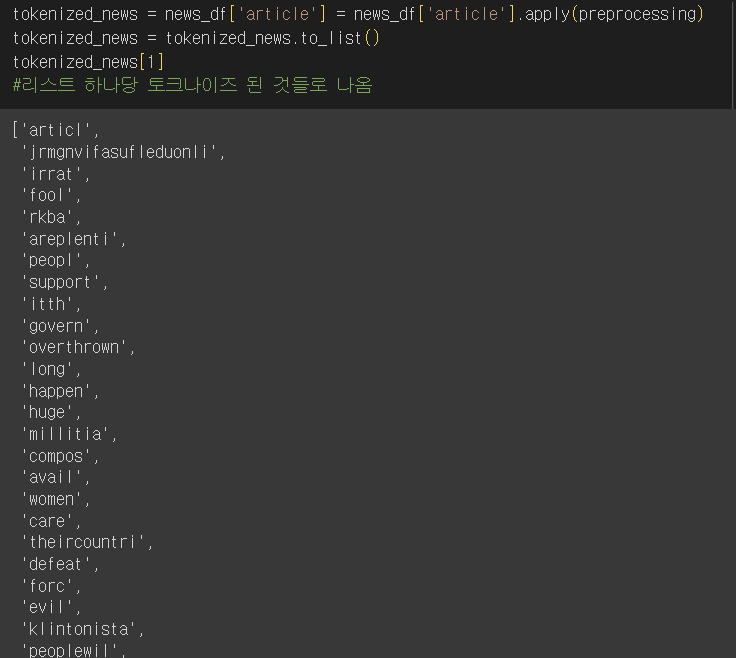 tokenized_news = news_df['article'] = news_df['article'].apply(preprocessing)
tokenized_news = tokenized_news.to_list()
tokenized_news[1]
#리스트 하나당 토크나이즈 된 것들로 나옴
['articl',
'jrmgnvifasufleduonli',
'irrat',
'fool',
'rkba',
'areplenti',
'peopl',
'support',
'itth',
'govern',
'overthrown',
'long',
'happen',
'huge',
'millitia',
'compos',
'avail',
'women',
'care',
'theircountri',
'defeat',
'forc',
'evil',
'klintonista',
'peoplewil',